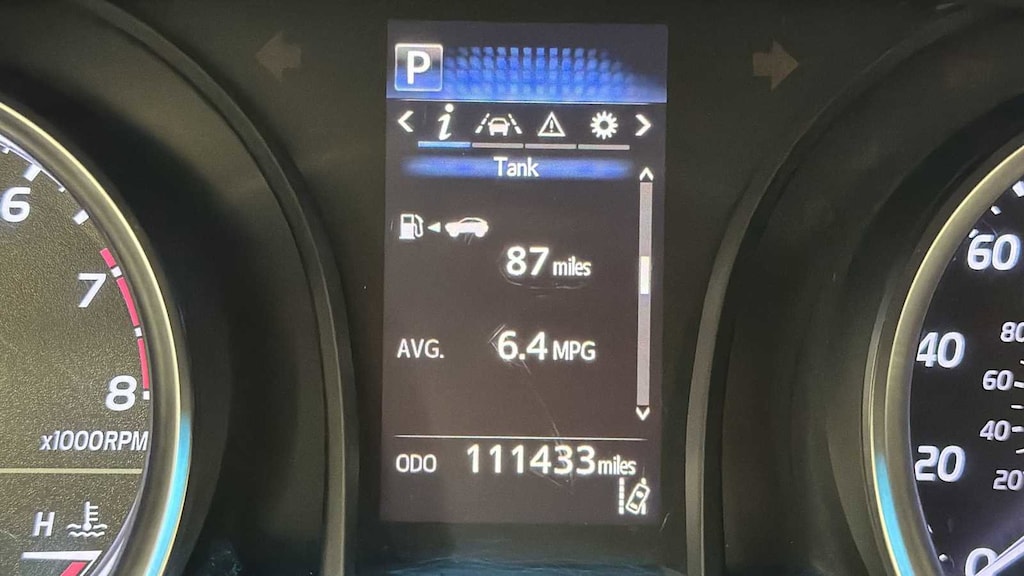 P
i
Tank
87 miles
AVG. 6.4 MPG
ODO 111433 miles
6
7
8
x1000RPM
H
60
40
20
0
80
60
40
20